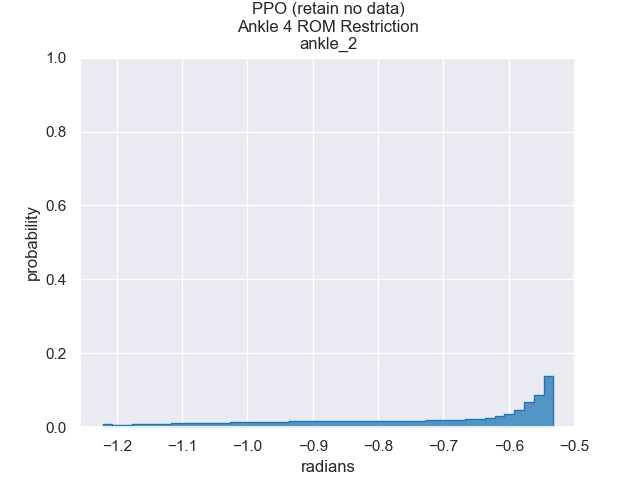 PPO (retain no data)
Ankle 4 ROM Restriction
ankle_2
1.0
0.8
0.6
0.4
0.2
0.0
probability
−1.2 −1.1 −1.0 −0.9 −0.8 −0.7 −0.6 −0.5
radians